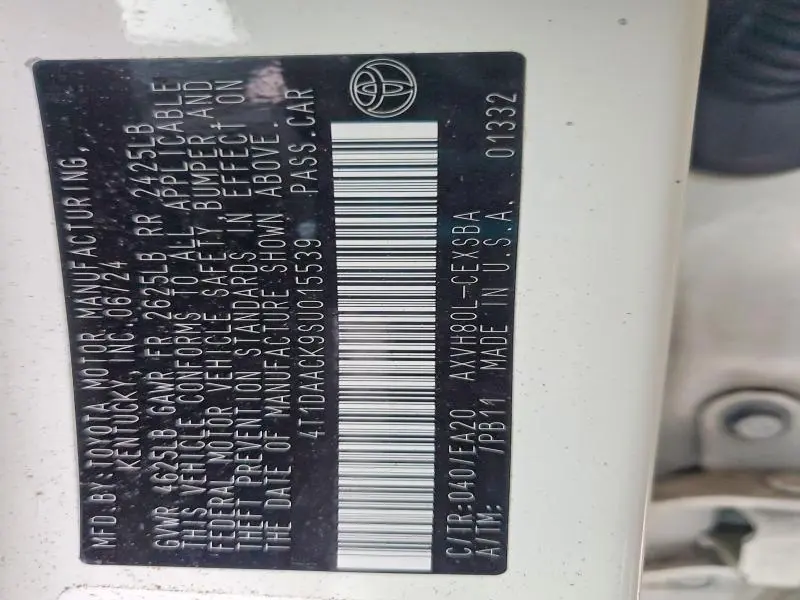 MFD.BY:TOYOTA MOTOR MANUFACTURING,
KENTUCKY, INC.06/24
GVWR 4625LB GAWR FR 2625LB RR 2425LB
THIS VEHICLE CONFORMS TO ALL APPLICABLE
FEDERAL MOTOR VEHICLE SAFETY,BUMPER,AND
THEFT PREVENTION STANDARDS IN EFFECT ON
THE DATE OF MANUFACTURE SHOWN ABOVE.
4T1DAACK9SU015539 PASS.CAR
C/TR:040/EA20 AXVH80L-CEXSBA
A/TM: /PB11 MADE IN U.S.A. 01332